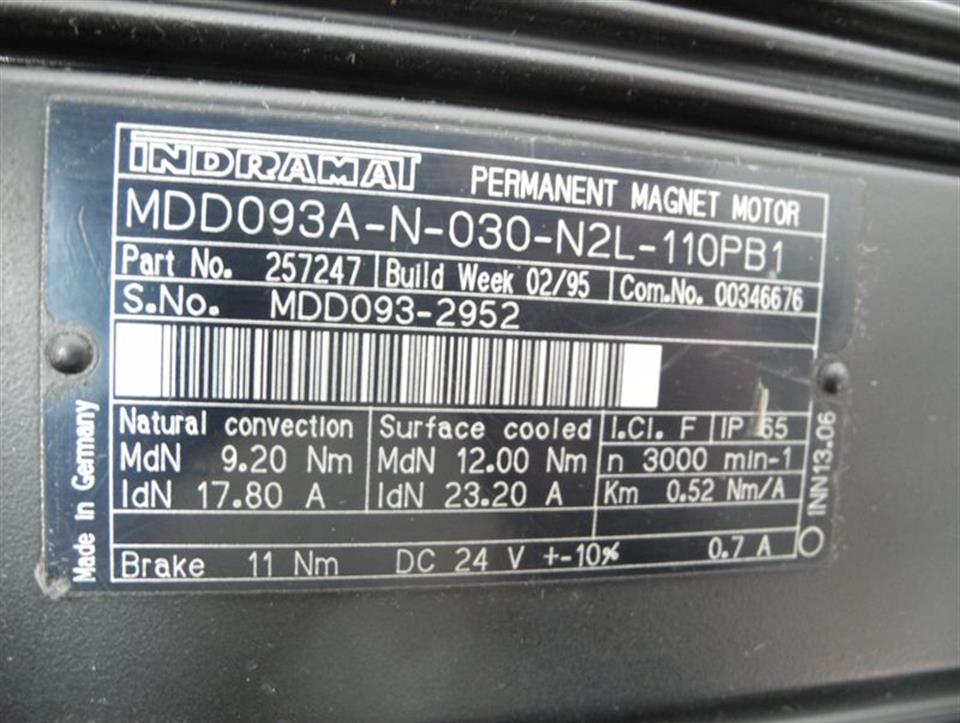 INDRAMAT PERMANENT MAGNET MOTOR
MDD093A-N-030-N2L-110PB1
Part No. 257247 Build Week 02/95 Com.No. 00346676
S.No. MDD093-2952
Natural convection Surface cooled I.Cl. F IP 65
MdN 9.20 Nm MdN 12.00 Nm n 3000 min-1
IdN 17.80 A IdN 23.20 A Km 0.52 Nm/A
Brake 11 Nm DC 24 V +-10% 0.7 A
Made in Germany
INN13.06